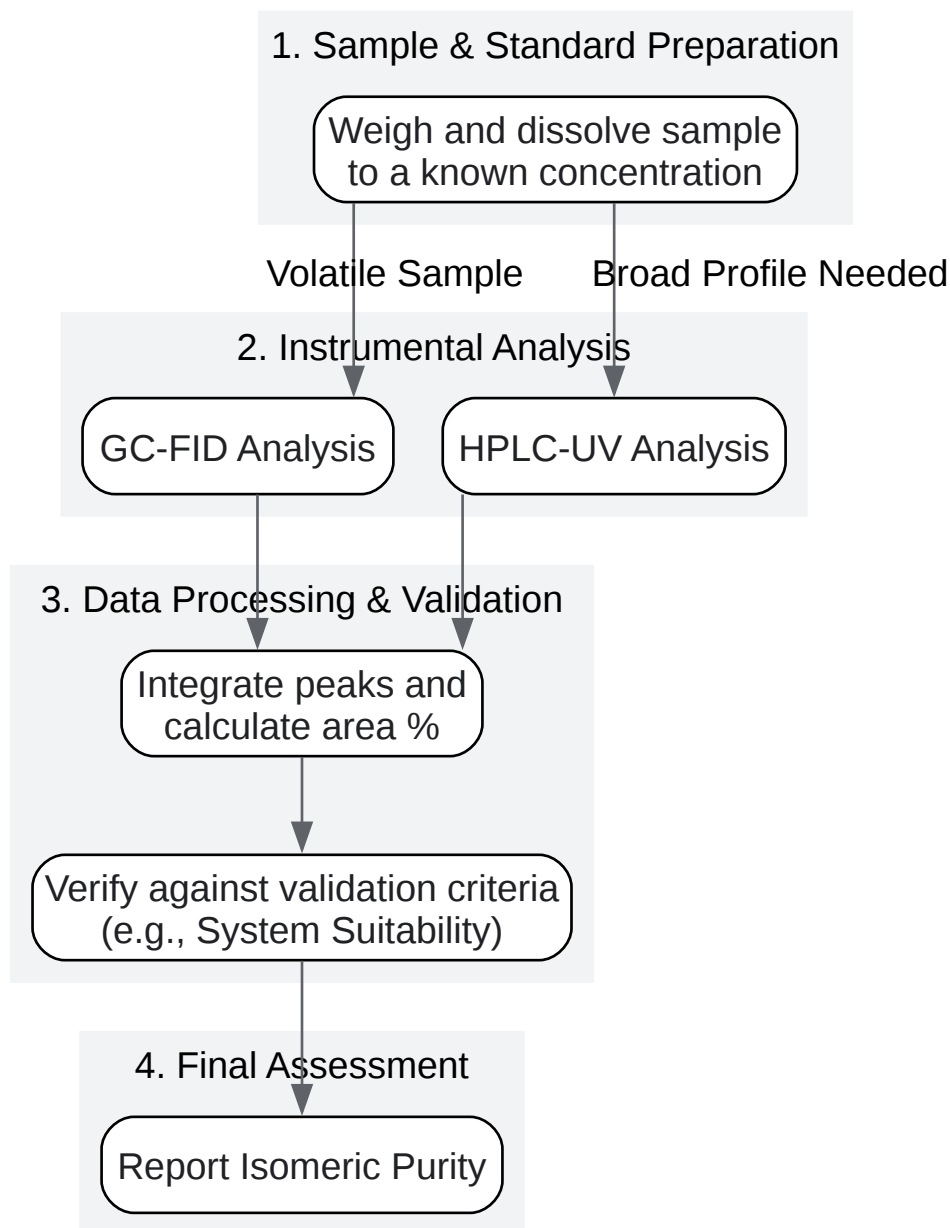 1. Sample & Standard Preparation
Weigh and dissolve sample
to a known concentration
Volatile Sample
Broad Profile Needed
2. Instrumental Analysis
GC-FID Analysis
HPLC-UV Analysis
3. Data Processing & Validation
Integrate peaks and
calculate area %
Verify against validation criteria
(e.g., System Suitability)
4. Final Assessment
Report Isomeric Purity